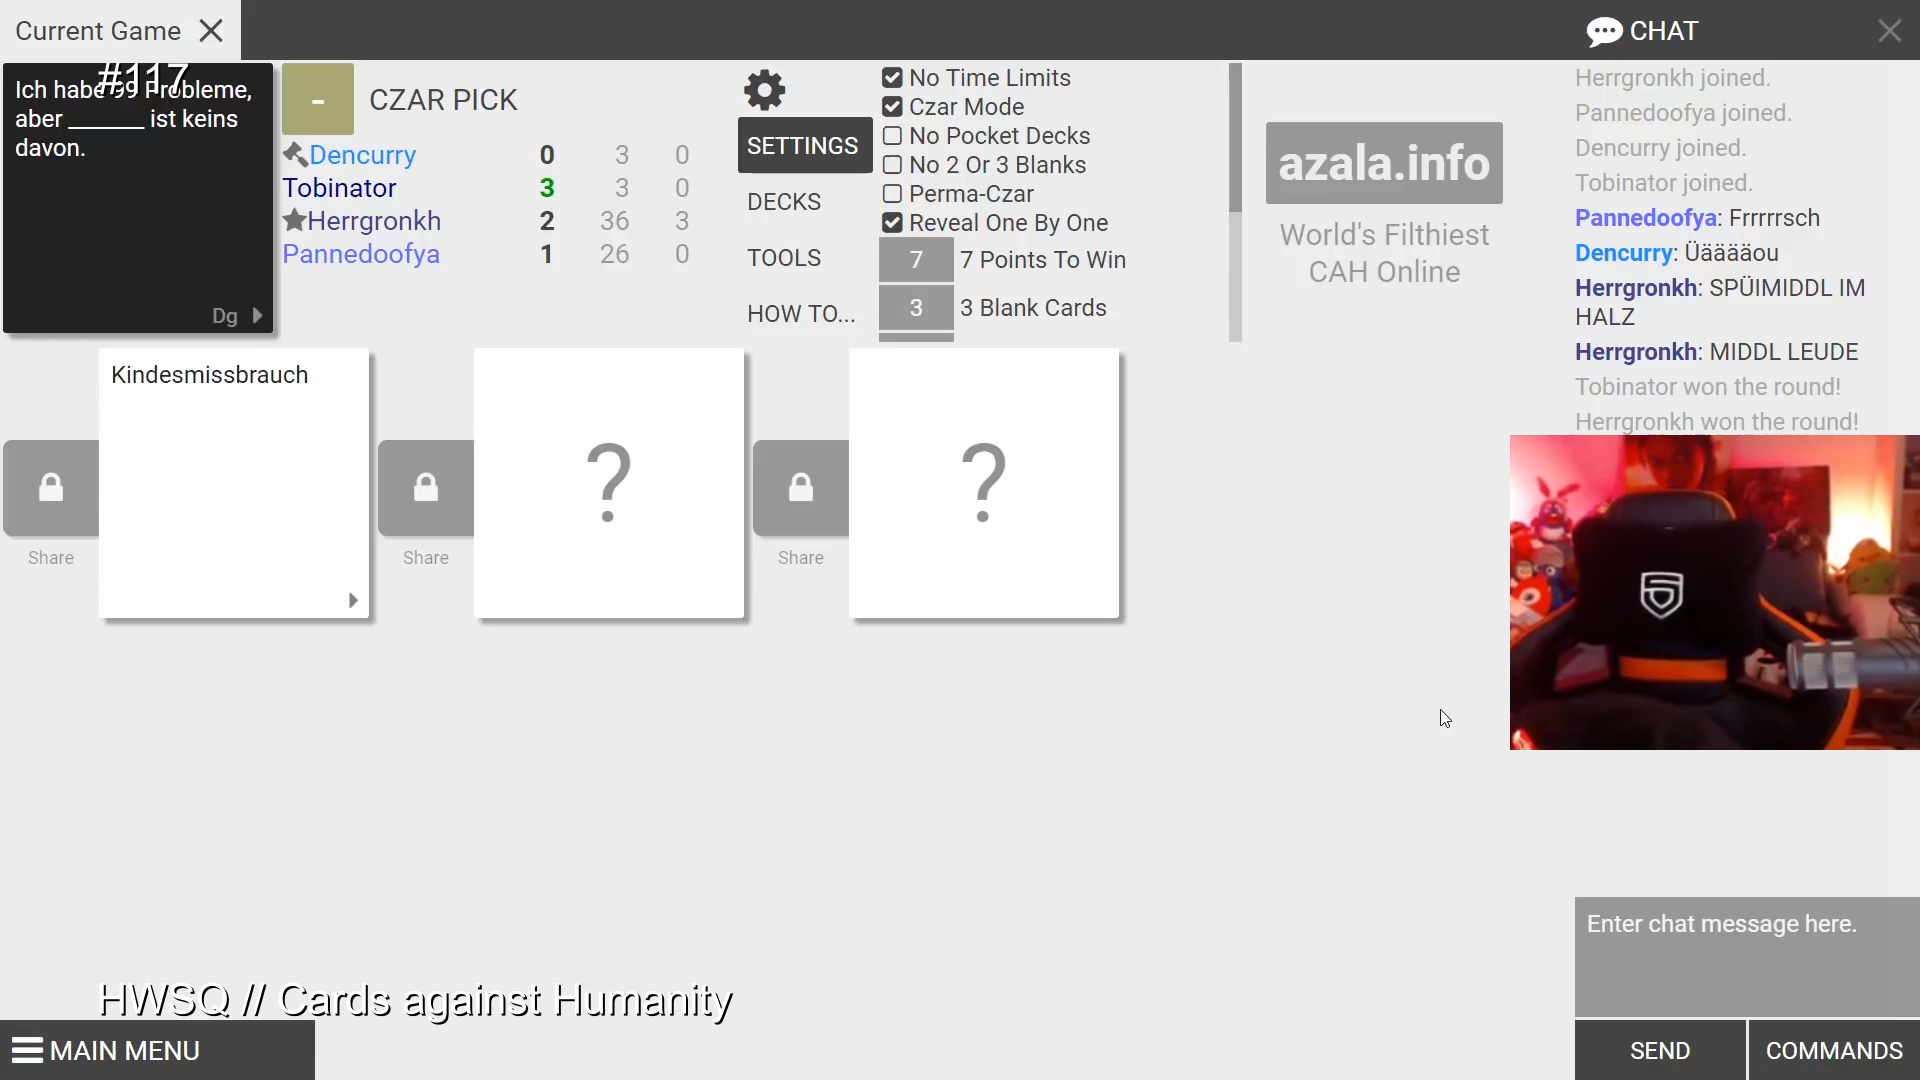 Current Game
CHAT
#117
Ich habe 99 Probleme,
aber ______ ist keins
davon.
Dg
-
CZAR PICK
Dencurry 0 3 0
Tobinator 3 3 0
Herrgronkh 2 36 3
Pannedoofya 1 26 0
SETTINGS
DECKS
TOOLS
HOW TO...
No Time Limits
Czar Mode
No Pocket Decks
No 2 Or 3 Blanks
Perma-Czar
Reveal One By One
7 7 Points To Win
3 3 Blank Cards
azala.info
World's Filthiest
CAH Online
Herrgronkh joined.
Pannedoofya joined.
Dencurry joined.
Tobinator joined.
Pannedoofya: Frrrrrsch
Dencurry: Üääääou
Herrgronkh: SPÜIMIDDL IM
HALZ
Herrgronkh: MIDDL LEUDE
Tobinator won the round!
Herrgronkh won the round!
Kindesmissbrauch
?
?
Share
Share
Share
Enter chat message here.
HWSQ // Cards against Humanity
MAIN MENU
SEND
COMMANDS